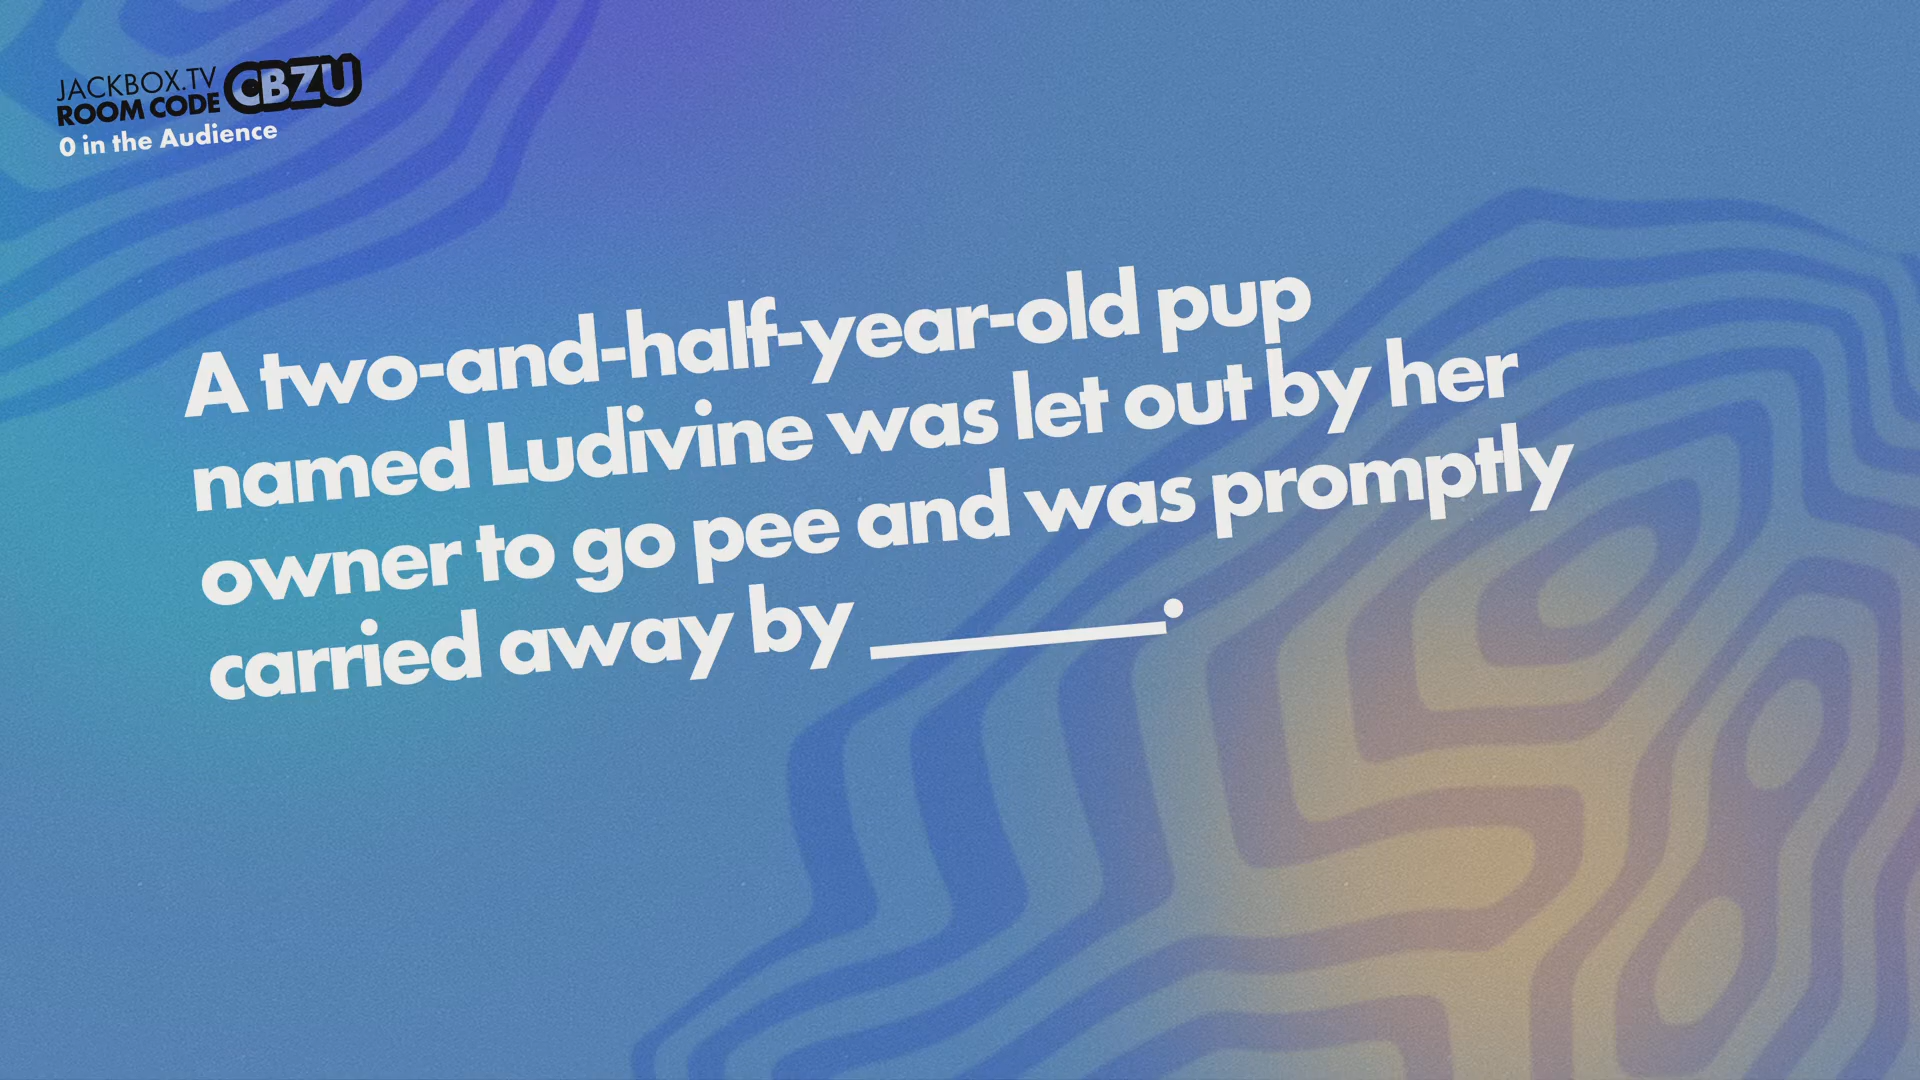 JACKBOX.TV
ROOM CODE CBZU
0 in the Audience
A two-and-half-year-old pup
named Ludivine was let out by her
owner to go pee and was promptly
carried away by ________.